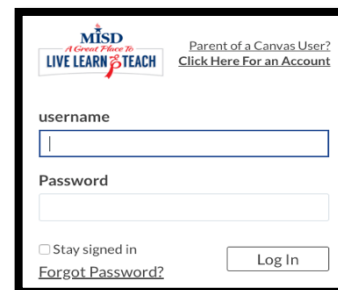 MISD
A Great Place to
LIVE LEARN & TEACH
Parent of a Canvas User?
Click Here For an Account
username
Password
Stay signed in
Forgot Password?
Log In